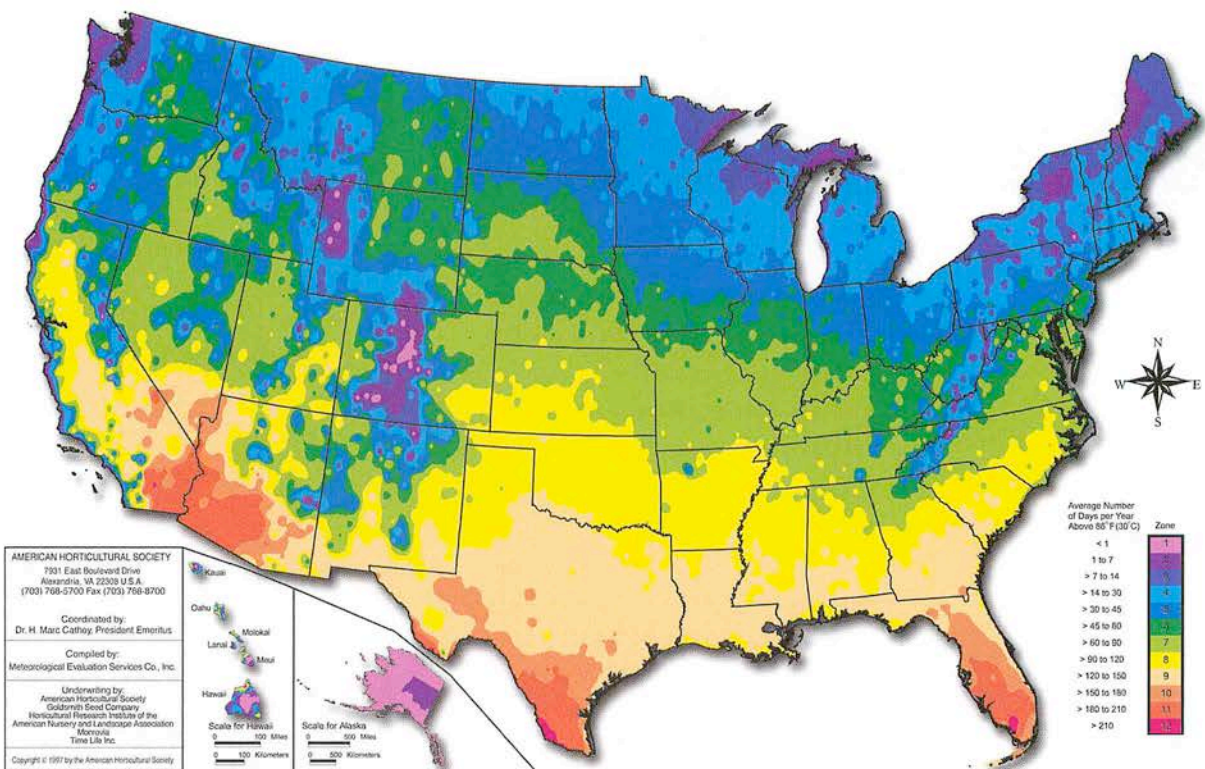 AMERICAN HORTICULTURAL SOCIETY
7931 East Boulevard Drive
Alexandria, VA 22308 U.S.A.
(703) 768-5700 Fax (703) 768-8700
Coordinated by:
Dr. H. Marc Cathey, President Emeritus
Compiled by:
Meteorological Evaluation Services Co., Inc.
Underwriting by:
American Horticultural Society
Goldsmith Seed Company
Horticultural Research Institute of the
American Nursery and Landscape Association
Monrovia
Time Life Inc.
Copyright © 1997 by the American Horticultural Society
Kauai
Oahu
Molokai
Lanai
Maui
Hawaii
Scale for Hawaii
0 100 Miles
0 100 Kilometers
Scale for Alaska
0 500 Miles
0 500 Kilometers
N
W E
S
Average Number
of Days per Year
Above 86°F (30°C) Zone
< 1 1
1 to 7 2
> 7 to 14 3
> 14 to 30 4
> 30 to 45 5
> 45 to 60 6
> 60 to 90 7
> 90 to 120 8
> 120 to 150 9
> 150 to 180 10
> 180 to 210 11
> 210 12